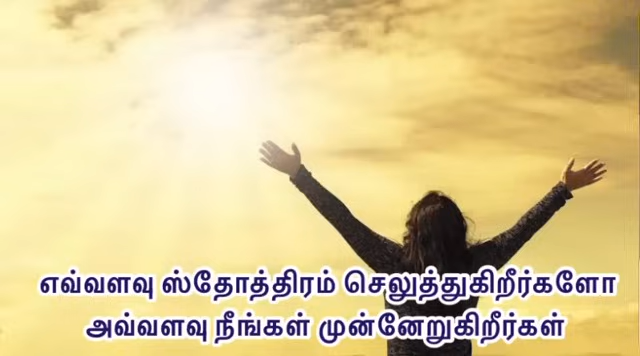 எவ்வளவு ஸ்தோத்திரம் செலுத்துகிறீர்களோ
அவ்வளவு நீங்கள் முன்னேறுகிறீர்கள்